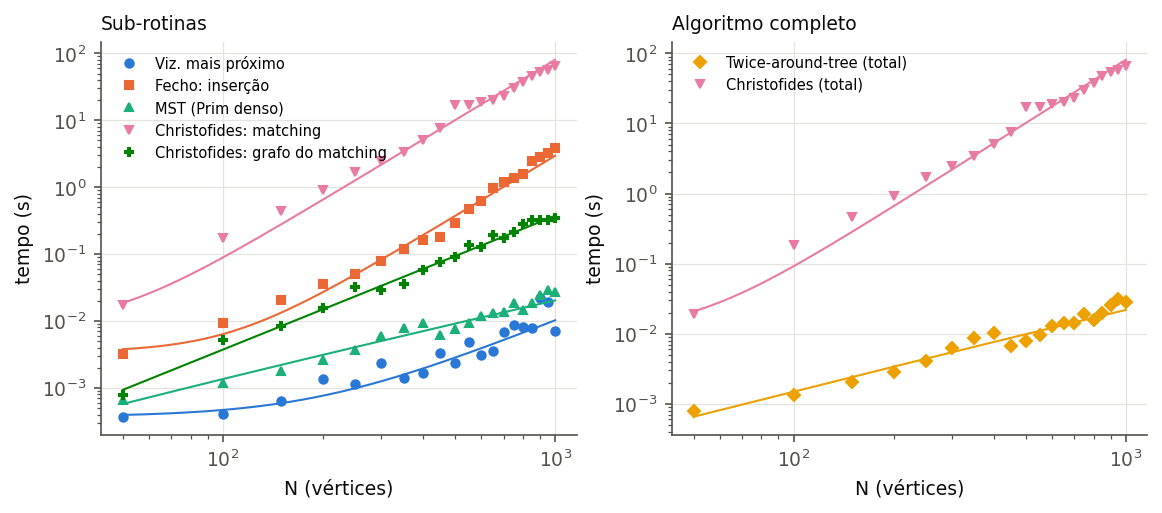 Sub-rotinas
10²
10¹
10⁰
10⁻¹
10⁻²
10⁻³
tempo (s)
Viz. mais próximo
Fecho: inserção
MST (Prim denso)
Christofides: matching
Christofides: grafo do matching
10²
10³
N (vértices)
Algoritmo completo
10²
10¹
10⁰
10⁻¹
10⁻²
10⁻³
tempo (s)
Twice-around-tree (total)
Christofides (total)
10²
10³
N (vértices)